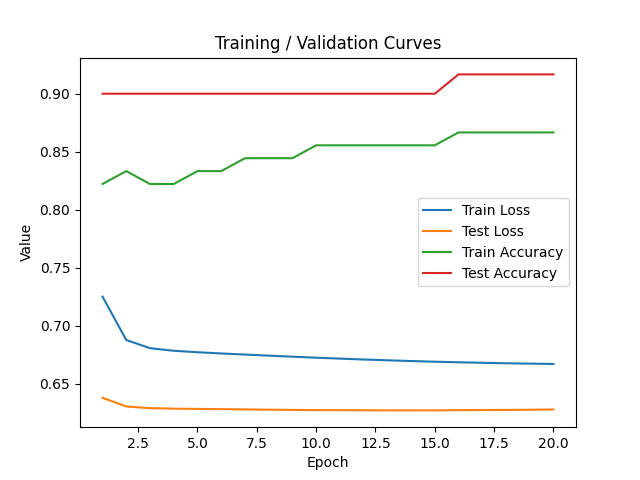 Training / Validation Curves
Value
0.90
0.85
0.80
0.75
0.70
0.65
Train Loss
Test Loss
Train Accuracy
Test Accuracy
2.5 5.0 7.5 10.0 12.5 15.0 17.5 20.0
Epoch